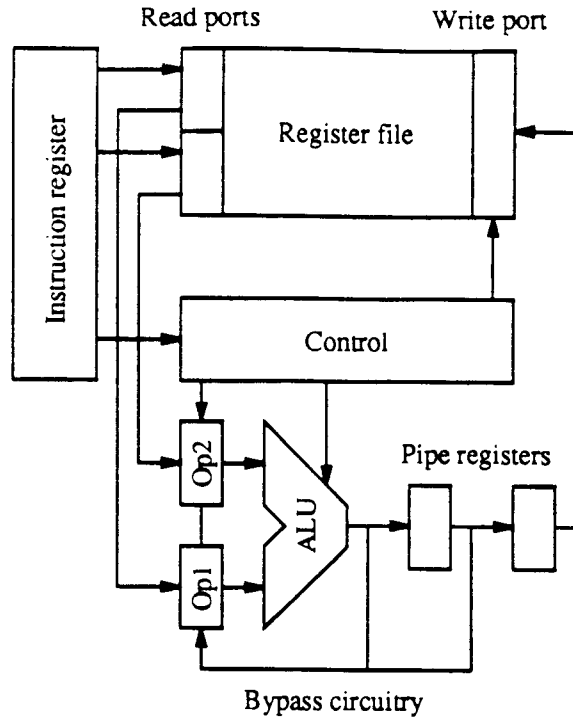 Read ports
Write port
Instruction register
Register file
Control
Op2
Pipe registers
ALU
Op1
Bypass circuitry